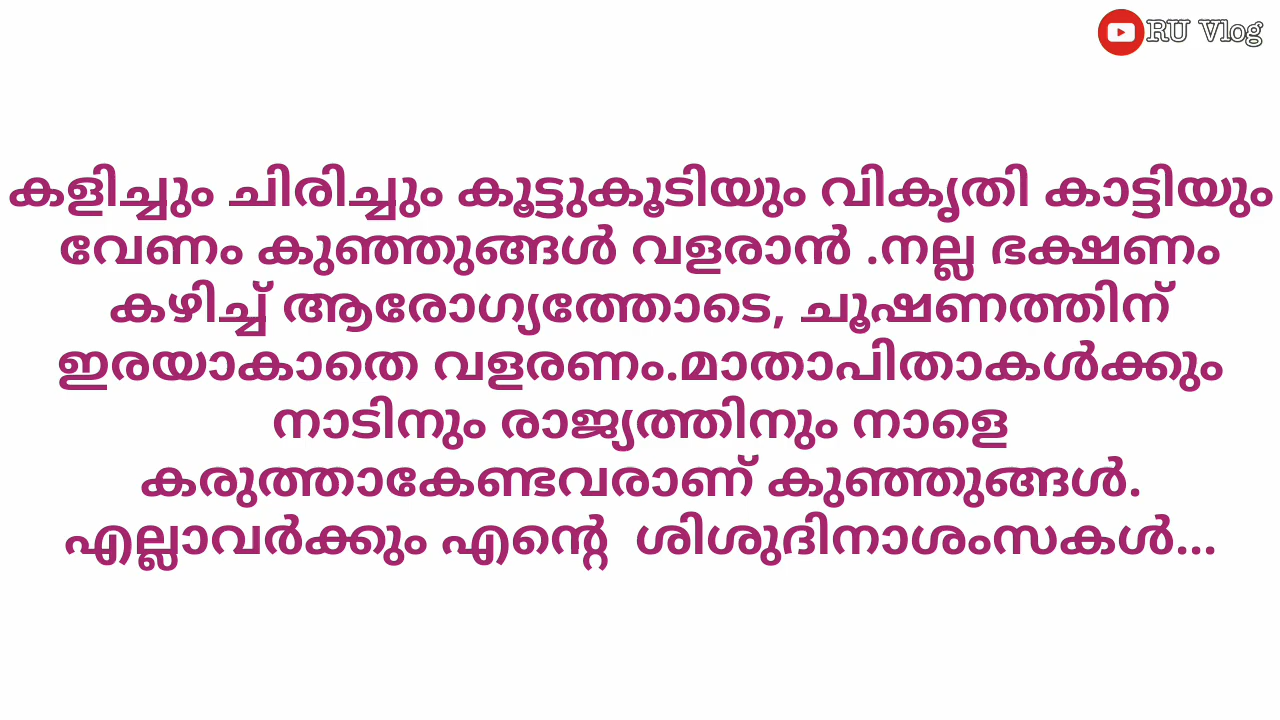 RU Vlog
കളിച്ചും ചിരിച്ചും കൂട്ടുകൂടിയും വികൃതി കാട്ടിയും
വേണം കുഞ്ഞുങ്ങൾ വളരാൻ .നല്ല ഭക്ഷണം
കഴിച്ച് ആരോഗ്യത്തോടെ, ചൂഷണത്തിന്
ഇരയാകാതെ വളരണം.മാതാപിതാകൾക്കും
നാടിനും രാജ്യത്തിനും നാളെ
കരുത്താകേണ്ടവരാണ് കുഞ്ഞുങ്ങൾ.
എല്ലാവർക്കും എന്റെ  ശിശുദിനാശംസകൾ...